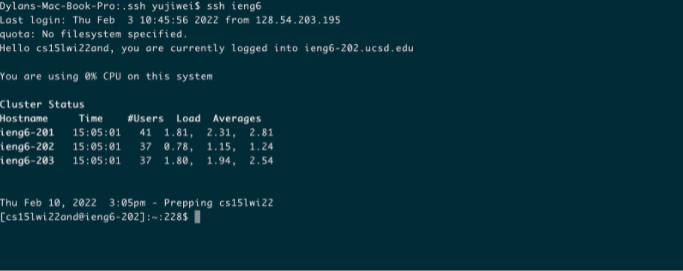 Dylans-Mac-Book-Pro:.ssh yujiwei$ ssh ieng6
Last login: Thu Feb  3 10:45:56 2022 from 128.54.203.195
quota: No filesystem specified.
Hello cs15lwi22and, you are currently logged into ieng6-202.ucsd.edu
You are using 0% CPU on this system
Cluster Status
Hostname     Time    #Users  Load  Averages
ieng6-201   15:05:01   41  1.81,  2.31,  2.81
ieng6-202   15:05:01   37  0.78,  1.15,  1.24
ieng6-203   15:05:01   37  1.80,  1.94,  2.54
Thu Feb 10, 2022  3:05pm - Prepping cs15lwi22
[cs15lwi22and@ieng6-202]:~:228$